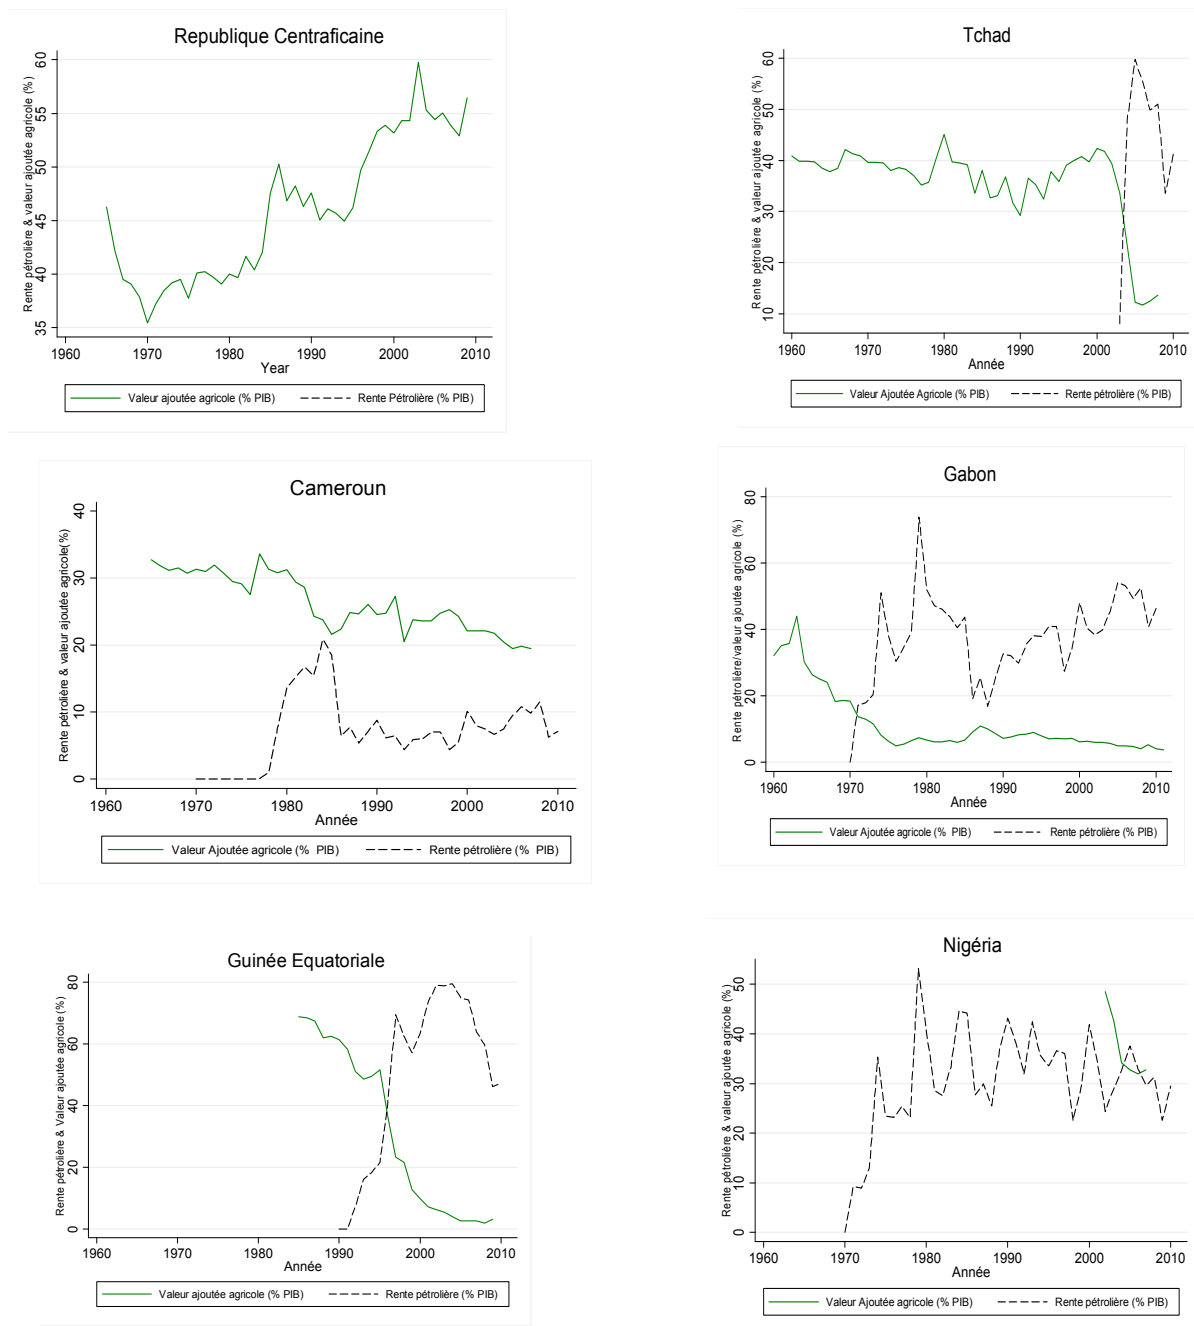 Republique Centraficaine
Rente pétrolière & valeur ajoutée agricole (%)
60
55
50
45
40
35
1960 1970 1980 1990 2000 2010
Year
Valeur ajoutée agricole (% PIB) Rente Pétrolière (% PIB)
Tchad
Rente pétrolière & valeur ajoutée agricole (%)
60
50
40
30
20
10
1960 1970 1980 1990 2000 2010
Année
Valeur Ajoutée Agricole (% PIB) Rente pétrolière (% PIB)
Cameroun
Rente pétrolière & valeur ajoutée agricole(%)
40
30
20
10
0
1960 1970 1980 1990 2000 2010
Année
Valeur Ajoutée agricole (% PIB) Rente pétrolière (% PIB)
Gabon
Rente pétrolière/valeur ajoutée agricole (%)
80
60
40
20
0
1960 1970 1980 1990 2000 2010
Année
Valeur Ajoutée agricole (% PIB) Rente pétrolière (% PIB)
Guinée Equatoriale
Rente pétrolière & Valeur ajoutée agricole (%)
80
60
40
20
0
1960 1970 1980 1990 2000 2010
Année
Valeur ajoutée agricole (% PIB) Rente pétrolière (% PIB)
Nigéria
Rente pétrolière & valeur ajoutée agricole (%)
50
40
30
20
10
0
1960 1970 1980 1990 2000 2010
Année
Valeur Ajoutée agricole (% PIB) Rente pétrolière (% PIB)